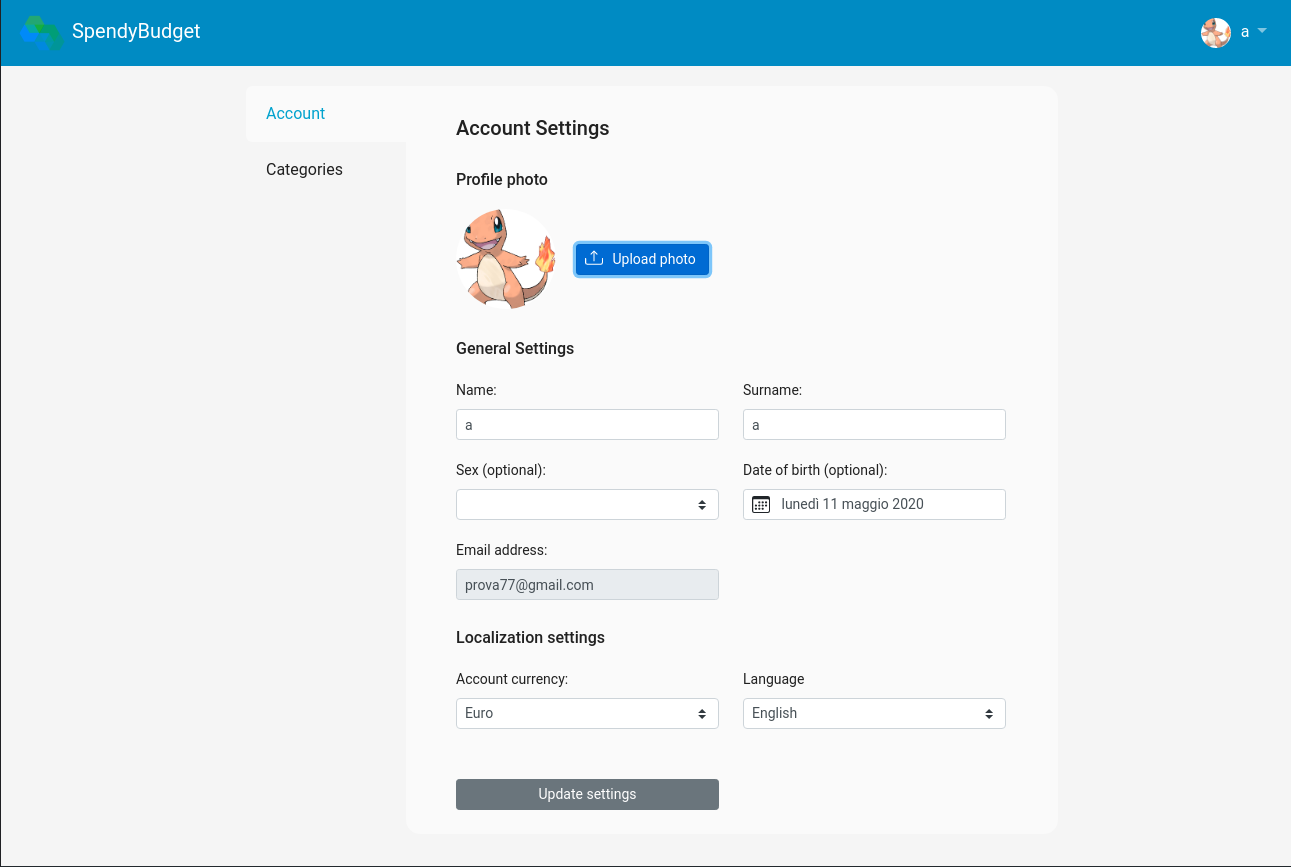 SpendyBudget
a
Account
Categories
Account Settings
Profile photo
Upload photo
General Settings
Name:
Surname:
a
a
Sex (optional):
Date of birth (optional):
lunedì 11 maggio 2020
Email address:
prova77@gmail.com
Localization settings
Account currency:
Language
Euro
English
Update settings